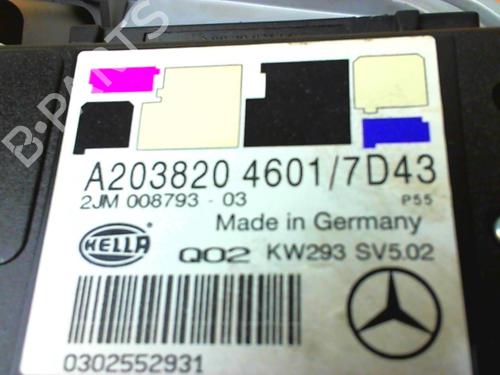 B-PARTS
A203820 4601/7D43
2JM 008793 - 03 P55
Made in Germany
HELLA Q02 KW293 SV5.02
0302552931